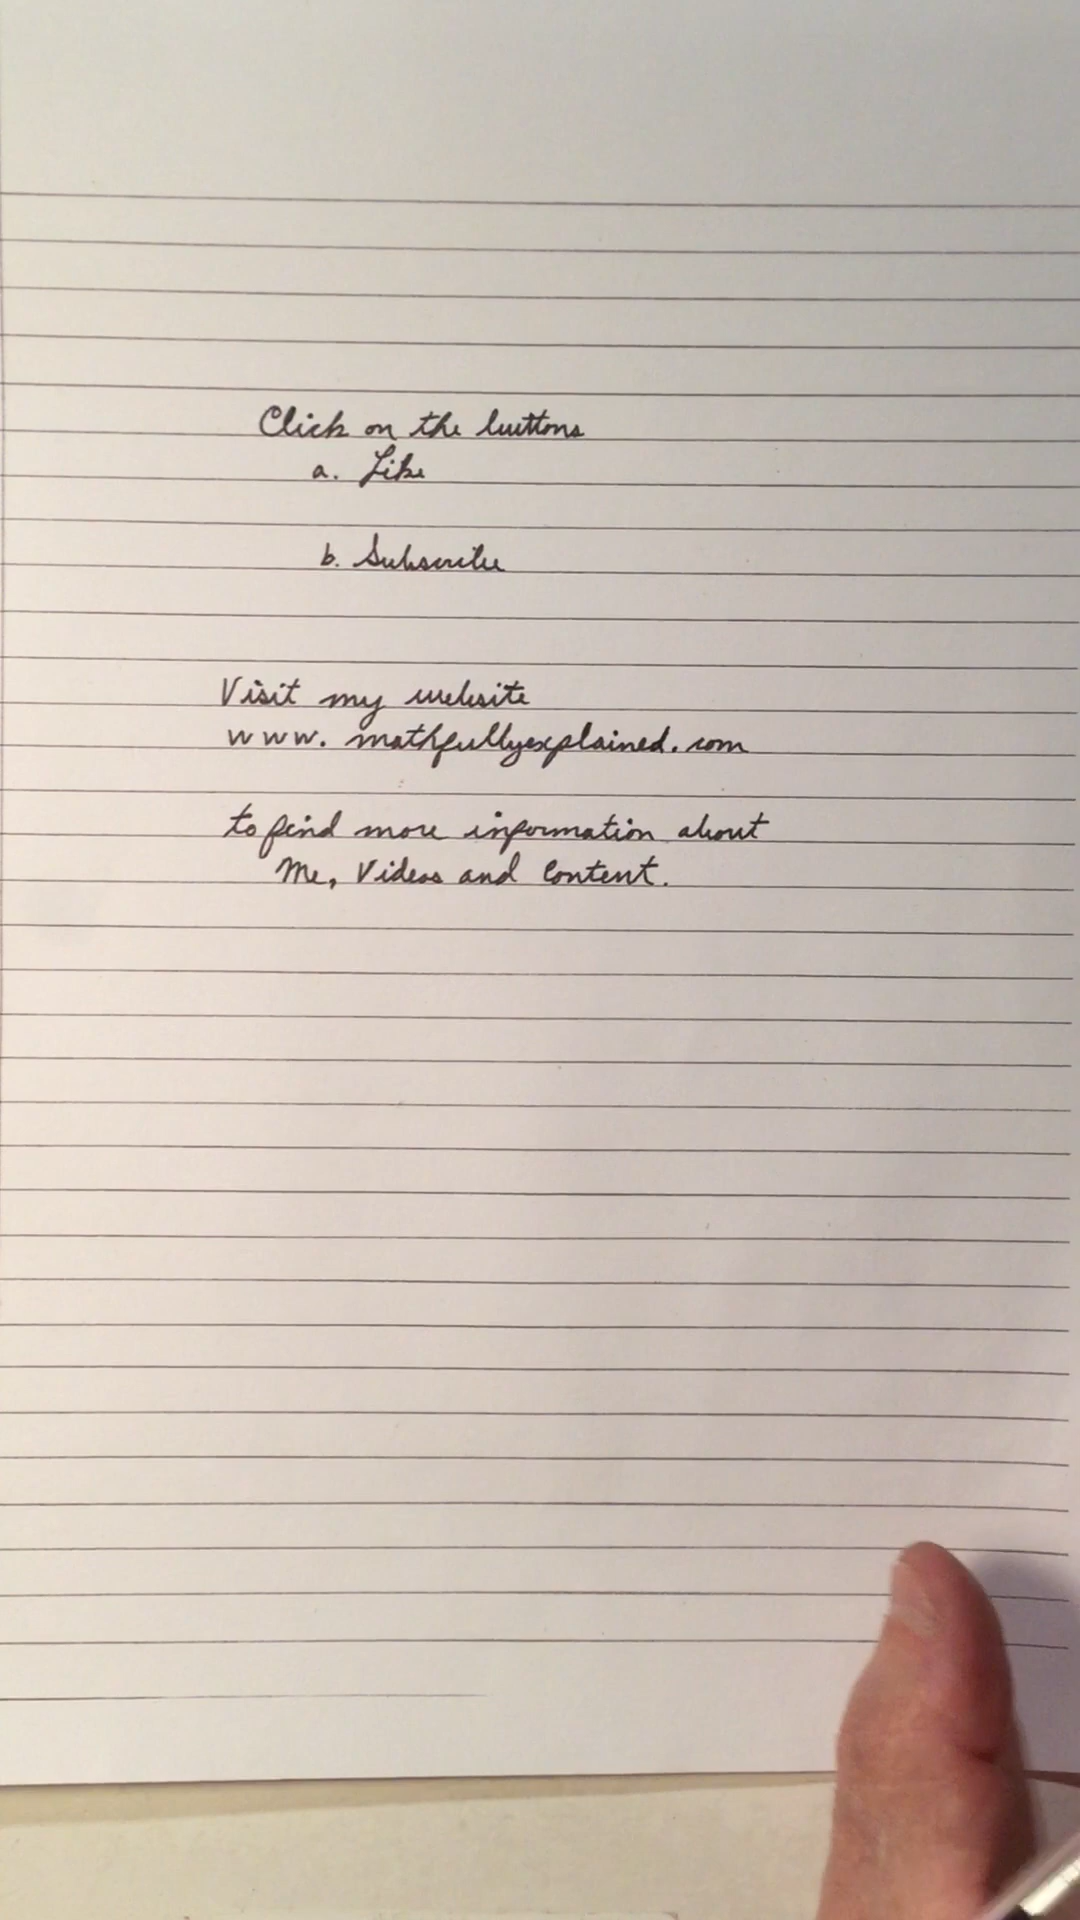 Click on the buttons
a. Like
b. Subscribe
Visit my website
www.mathfullyexplained.com
to find more information about
Me, Videos and Content.